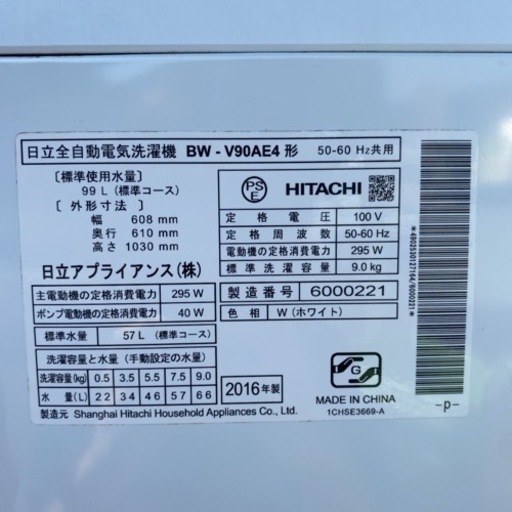 日立全自動電気洗濯機 BW - V90AE4 形 50-60 Hz共用
〔標準使用水量〕
99 L (標準コース)
〔 外形寸法 〕
幅 608 mm
奥行 610 mm
高さ 1030 mm
日立アプライアンス(株)
主電動機の定格消費電力 295 W
ポンプ電動機の定格消費電力 40 W
標準水量 57 L (標準コース)
洗濯容量と水量 (手動設定の水量)
洗濯容量(kg) 0.5 3.5 5.5 7.5 9.0
水 量(L) 22 34 46 57 66
製造元 Shanghai Hitachi Household Appliances Co., Ltd.
PS
E
HITACHI
定格電圧 100 V
定格周波数 50-60 Hz
電動機の定格消費電力 295 W
標準洗濯容量 9.0 kg
製造番号 6000221
色相 W (ホワイト)
2016年製
G
MADE IN CHINA
1CHSE3669-A
*4902530127164/6000221*
-p-